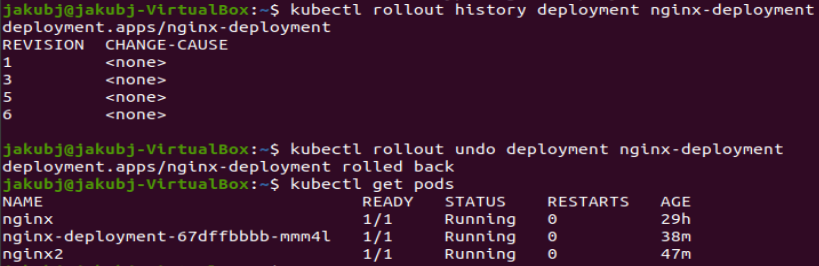 jakubj@jakubj-VirtualBox:~$ kubectl rollout history deployment nginx-deployment
deployment.apps/nginx-deployment
REVISION  CHANGE-CAUSE
1         <none>
3         <none>
5         <none>
6         <none>
jakubj@jakubj-VirtualBox:~$ kubectl rollout undo deployment nginx-deployment
deployment.apps/nginx-deployment rolled back
jakubj@jakubj-VirtualBox:~$ kubectl get pods
NAME                               READY   STATUS    RESTARTS   AGE
nginx                              1/1     Running   0          29h
nginx-deployment-67dffbbbb-mmm4l   1/1     Running   0          38m
nginx2                             1/1     Running   0          47m